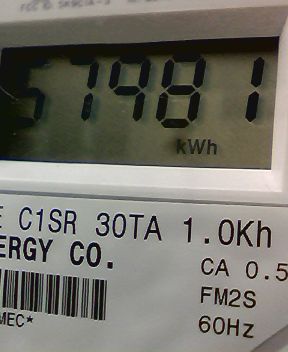 57981
kWh
E C1SR 30TA 1.0Kh
ERGY CO.
CA 0.5
FM2S
MEC*
60Hz